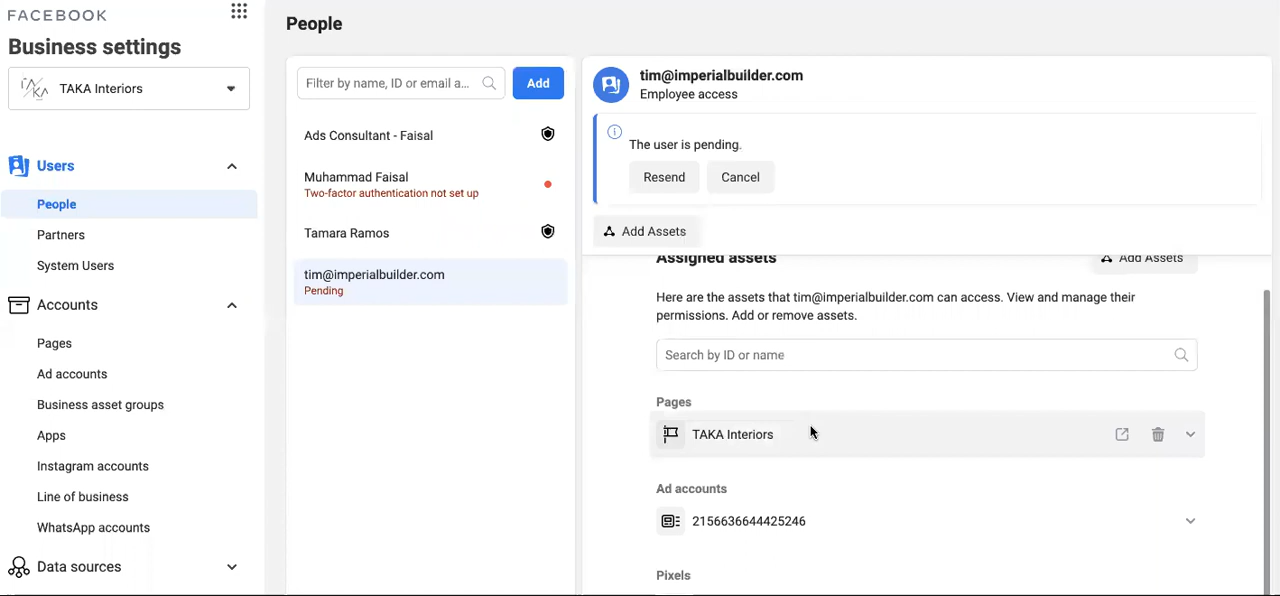 FACEBOOK
Business settings
TAKA Interiors
Users
People
Partners
System Users
Accounts
Pages
Ad accounts
Business asset groups
Apps
Instagram accounts
Line of business
WhatsApp accounts
Data sources
People
Filter by name, ID or email a...
Add
Ads Consultant - Faisal
Muhammad Faisal
Two-factor authentication not set up
Tamara Ramos
tim@imperialbuilder.com
Pending
tim@imperialbuilder.com
Employee access
The user is pending.
Resend Cancel
Add Assets
Assigned assets Add Assets
Here are the assets that tim@imperialbuilder.com can access. View and manage their
permissions. Add or remove assets.
Search by ID or name
Pages
TAKA Interiors
Ad accounts
2156636644425246
Pixels